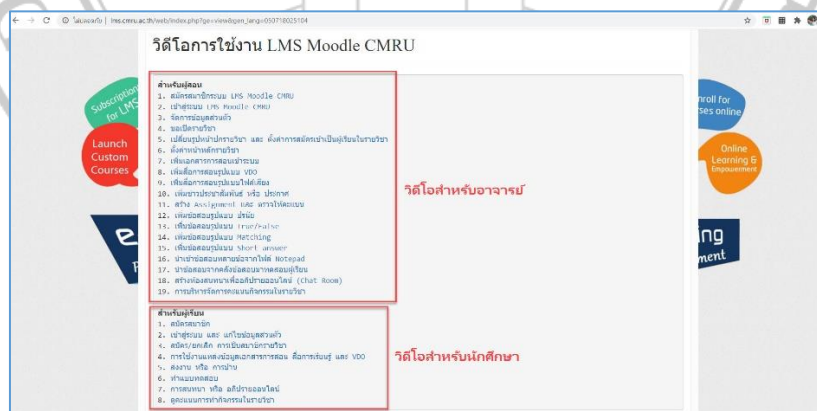 ไม่ปลอดภัย | lms.cmru.ac.th/web/index.php?ge=view&gen_lang=050718025104
วิดีโอการใช้งาน LMS Moodle CMRU
Subscription for LMS
Launch
Custom
Courses
nroll for
ses online
Online
Learning &
Empowerment
ing
ment
สำหรับผู้สอน
1. สมัครสมาชิกระบบ LMS Moodle CMRU
2. เข้าสู่ระบบ LMS Moodle CMRU
3. จัดการข้อมูลส่วนตัว
4. ขอเปิดรายวิชา
5. เปลี่ยนรูปหน้าปกรายวิชา และ ตั้งค่าการสมัครเข้าเป็นผู้เรียนในรายวิชา
6. ตั้งค่าหน้าหลักรายวิชา
7. เพิ่มเอกสารการสอนเข้าระบบ
8. เพิ่มสื่อการสอนรูปแบบ VDO
9. เพิ่มสื่อการสอนรูปแบบไฟล์เสียง
10. เพิ่มข่าวประชาสัมพันธ์ หรือ ประกาศ
11. สร้าง Assignment และ ตรวจให้คะแนน
12. เพิ่มข้อสอบรูปแบบ ปรนัย
13. เพิ่มข้อสอบรูปแบบ True/False
14. เพิ่มข้อสอบรูปแบบ Matching
15. เพิ่มข้อสอบรูปแบบ Short answer
16. นำเข้าข้อสอบหลายข้อจากไฟล์ Notepad
17. นำข้อสอบจากคลังข้อสอบมาทดสอบผู้เรียน
18. สร้างห้องสนทนาเพื่ออภิปรายออนไลน์ (Chat Room)
19. การบริหารจัดการคะแนนกิจกรรมในรายวิชา
วิดีโอสำหรับอาจารย์
สำหรับผู้เรียน
1. สมัครสมาชิก
2. เข้าสู่ระบบ และ แก้ไขข้อมูลส่วนตัว
3. สมัคร/ยกเลิก การเป็นสมาชิกรายวิชา
4. การใช้งานแหล่งข้อมูลเอกสารการสอน สื่อการเรียนรู้ และ VDO
5. ส่งงาน หรือ การบ้าน
6. ทำแบบทดสอบ
7. การสนทนา หรือ อภิปรายออนไลน์
8. ดูคะแนนการทำกิจกรรมในรายวิชา
วิดีโอสำหรับนักศึกษา